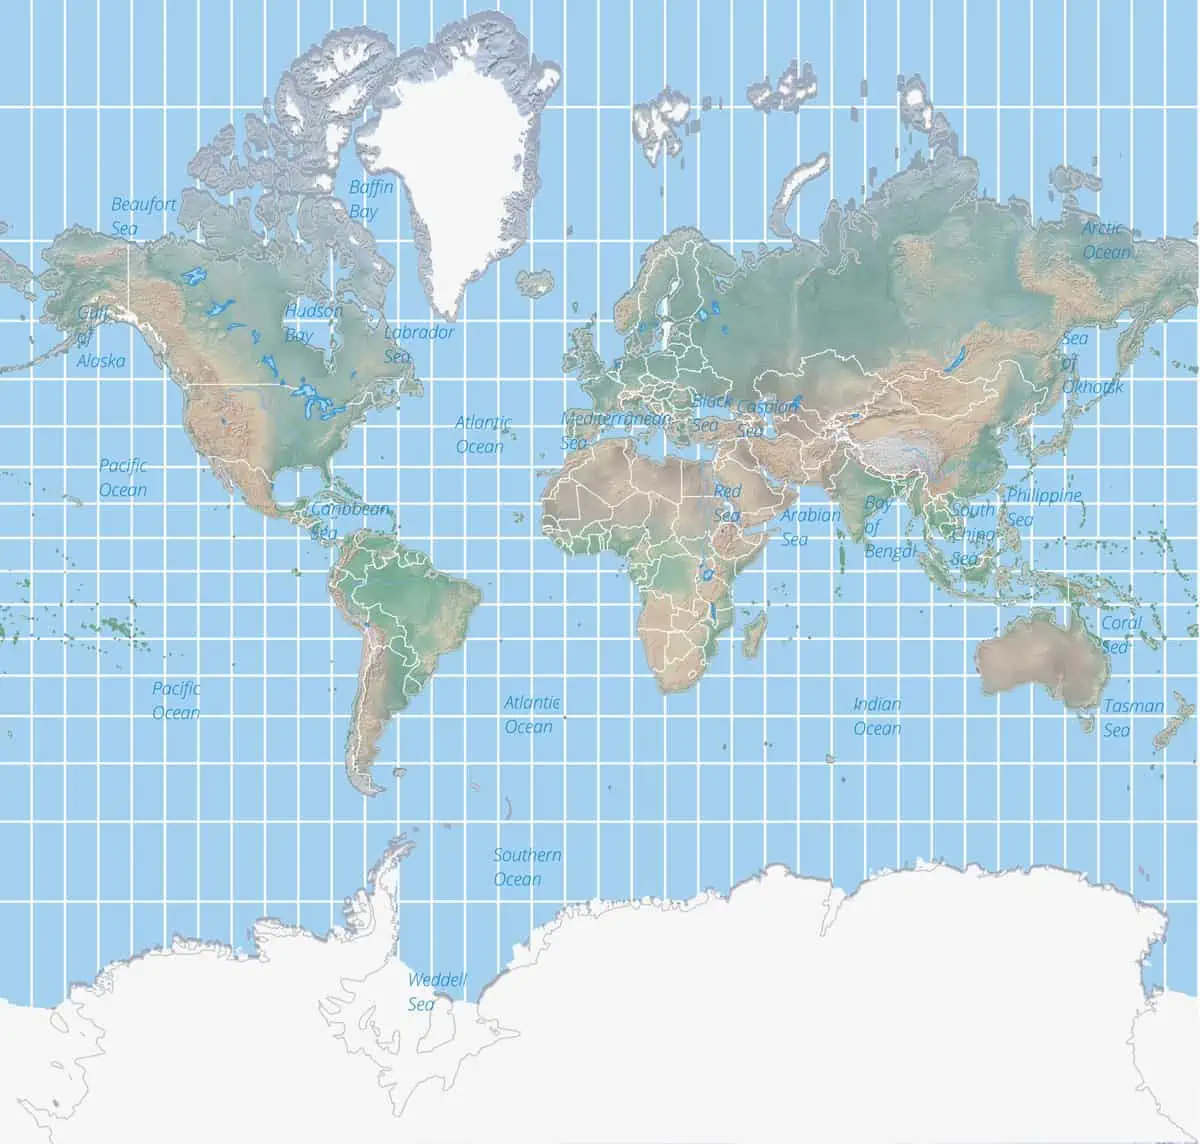 Baffin
Bay
Beaufort
Sea
Arctic
Ocean
Gulf
of
Alaska
Hudson
Bay
Labrador
Sea
Sea
of
Okhotsk
Atlantic
Ocean
Mediterranean
Sea
Black
Sea
Caspian
Sea
Pacific
Ocean
Caribbean
Sea
Red
Sea
Arabian
Sea
Bay
of
Bengal
South
China
Sea
Philippine
Sea
Coral
Sea
Pacific
Ocean
Atlantic
Ocean
Indian
Ocean
Tasman
Sea
Southern
Ocean
Weddell
Sea